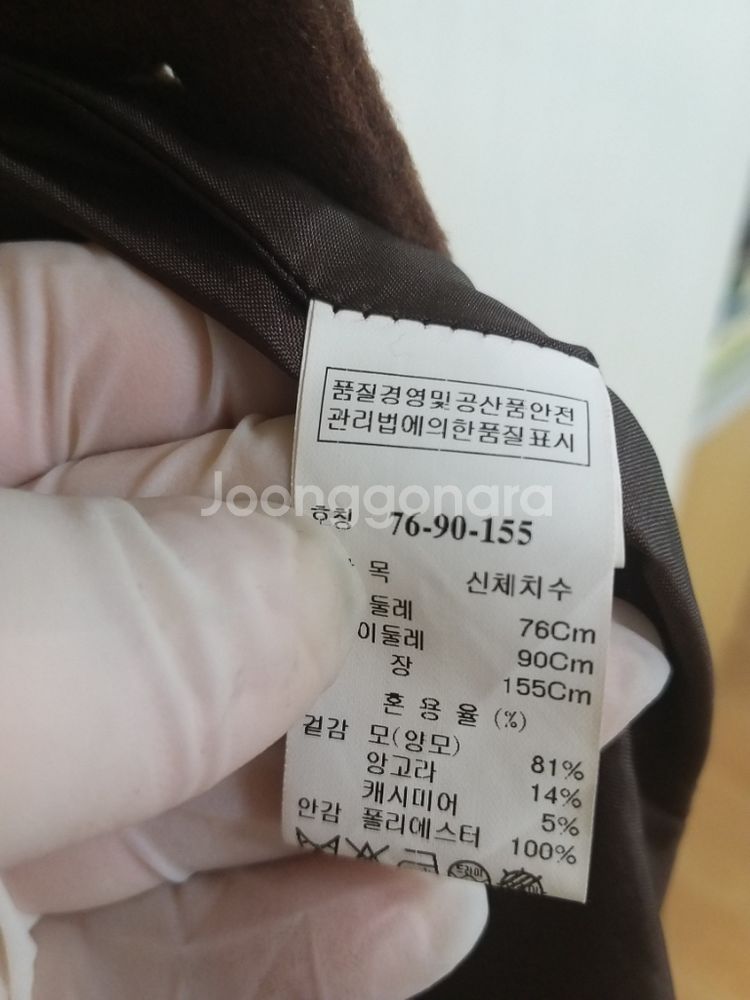 품질경영및공산품안전
관리법에의한품질표시
Joonggonara
호칭 76-90-155
목 신체치수
둘레 76Cm
이둘레 90Cm
장 155Cm
혼용율 (%)
겉감 모(양모) 81%
앙고라 14%
캐시미어 5%
안감 폴리에스터 100%